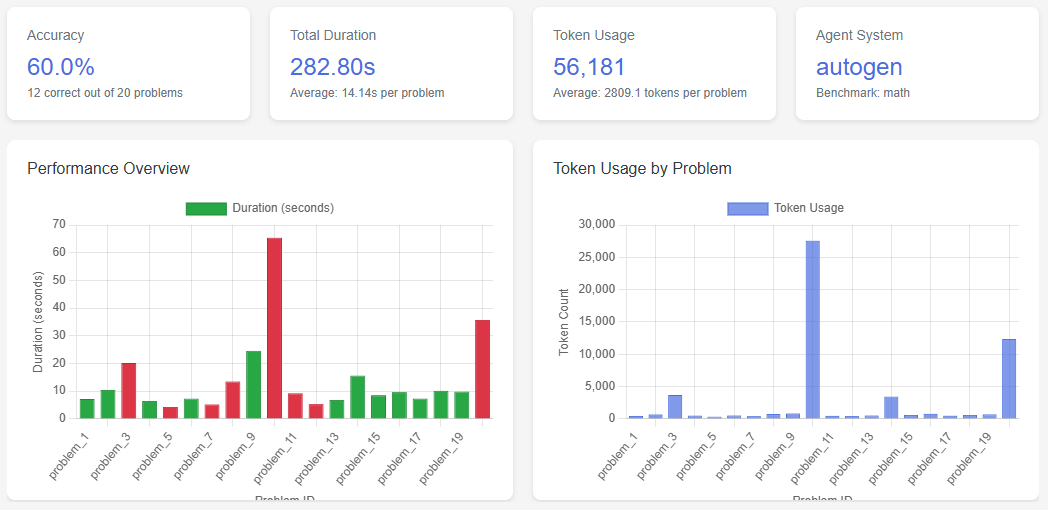 Accuracy
60.0%
12 correct out of 20 problems
Total Duration
282.80s
Average: 14.14s per problem
Token Usage
56,181
Average: 2809.1 tokens per problem
Agent System
autogen
Benchmark: math
Performance Overview
Duration (seconds)
70
60
50
40
30
20
10
0
Duration (seconds)
problem_1
problem_3
problem_5
problem_7
problem_9
problem_11
problem_13
problem_15
problem_17
problem_19
Problem ID
Token Usage by Problem
Token Usage
30,000
25,000
20,000
15,000
10,000
5,000
0
Token Count
problem_1
problem_3
problem_5
problem_7
problem_9
problem_11
problem_13
problem_15
problem_17
problem_19
Problem ID